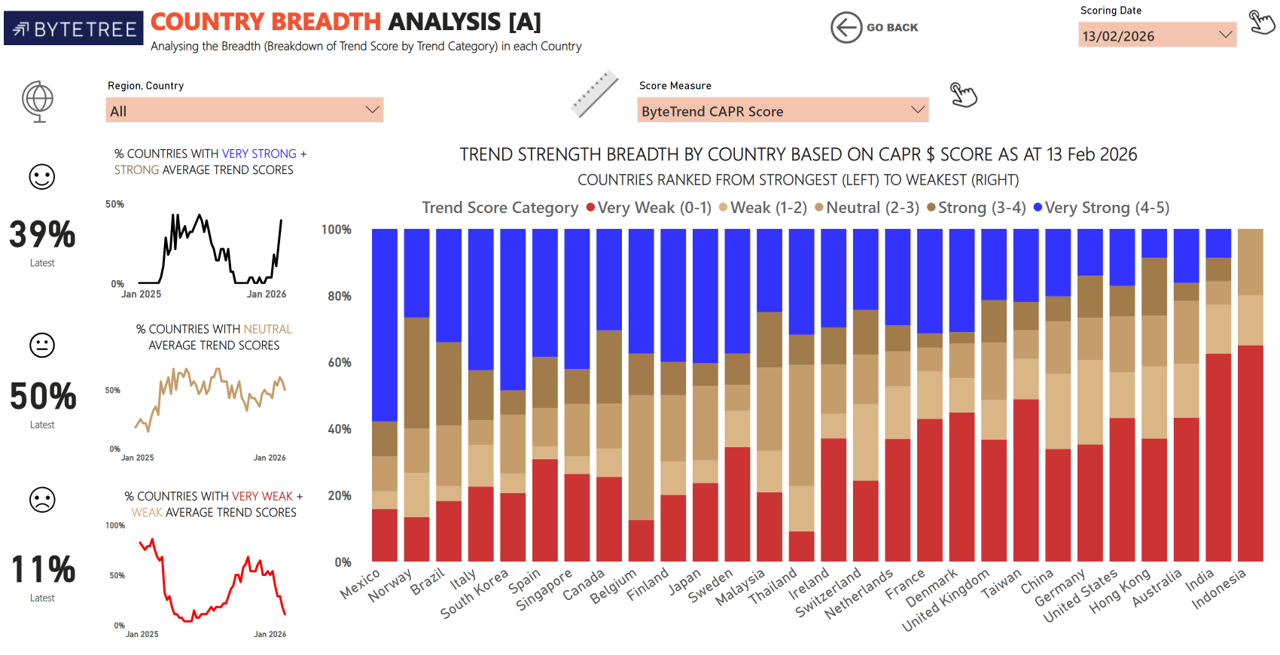 BYTETREE
COUNTRY BREADTH ANALYSIS [A]
Analysing the Breadth (Breakdown of Trend Score by Trend Category) in each Country
GO BACK
Scoring Date
13/02/2026
Region, Country
All
Score Measure
ByteTrend CAPR Score
% COUNTRIES WITH VERY STRONG +
STRONG AVERAGE TREND SCORES
50%
0%
Jan 2025
Jan 2026
39%
Latest
% COUNTRIES WITH NEUTRAL
AVERAGE TREND SCORES
50%
0%
Jan 2025
Jan 2026
50%
Latest
% COUNTRIES WITH VERY WEAK +
WEAK AVERAGE TREND SCORES
100%
50%
0%
Jan 2025
Jan 2026
11%
Latest
TREND STRENGTH BREADTH BY COUNTRY BASED ON CAPR $ SCORE AS AT 13 Feb 2026
COUNTRIES RANKED FROM STRONGEST (LEFT) TO WEAKEST (RIGHT)
Trend Score Category Very Weak (0-1) Weak (1-2) Neutral (2-3) Strong (3-4) Very Strong (4-5)
100%
80%
60%
40%
20%
0%
Mexico
Norway
Brazil
Italy
South Korea
Spain
Singapore
Canada
Belgium
Finland
Japan
Sweden
Malaysia
Thailand
Ireland
Switzerland
Netherlands
France
Denmark
United Kingdom
Taiwan
China
Germany
United States
Hong Kong
Australia
India
Indonesia